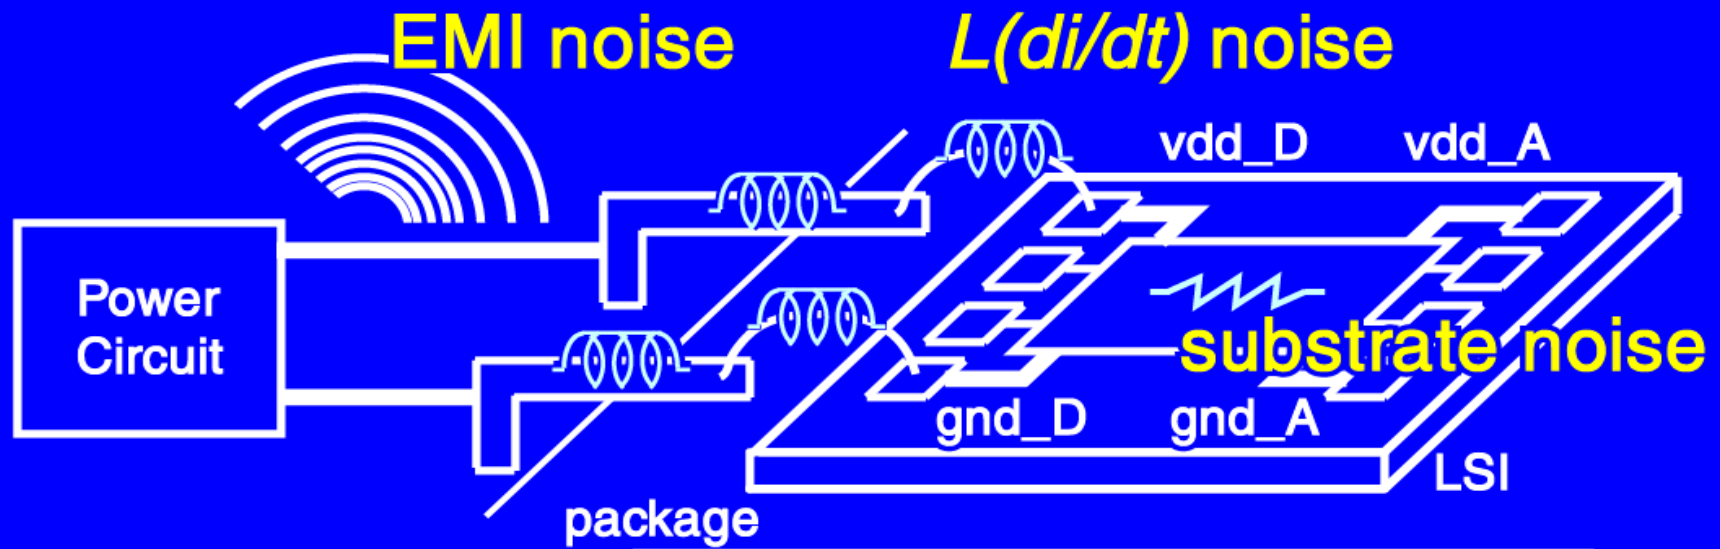 EMI noise
L(di/dt) noise
vdd_D
vdd_A
Power
Circuit
substrate noise
gnd_D
gnd_A
LSI
package